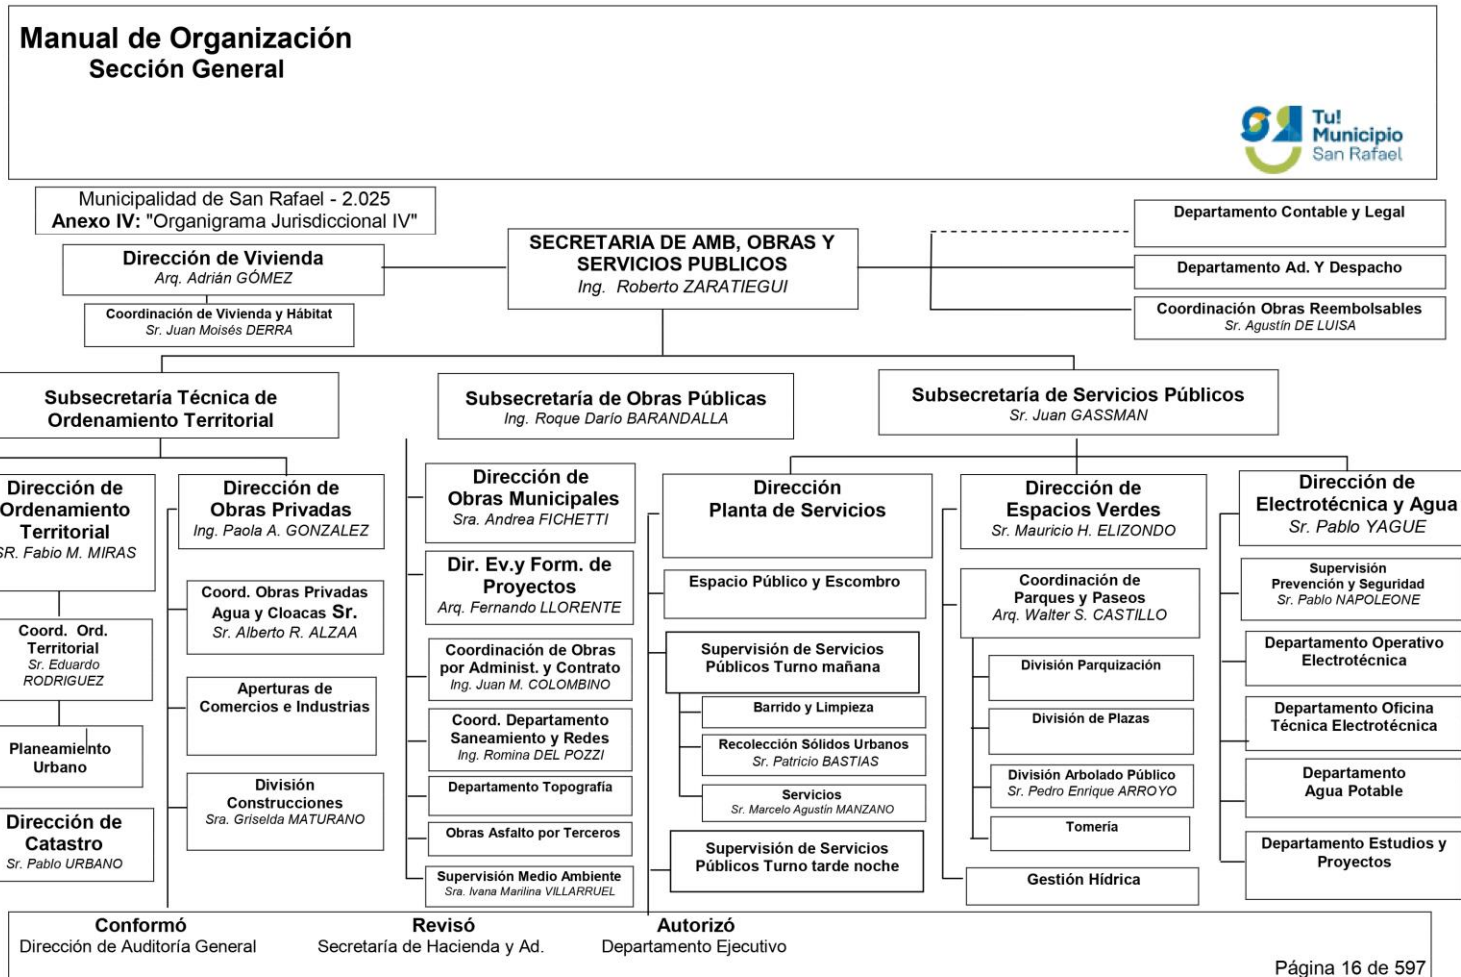 Manual de Organización
Sección General
Tu!
Municipio
San Rafael
Municipalidad de San Rafael - 2.025
Anexo IV: "Organigrama Jurisdiccional IV"
Dirección de Vivienda
Arq. Adrián GÓMEZ
Coordinación de Vivienda y Hábitat
Sr. Juan Moisés DERRA
SECRETARIA DE AMB, OBRAS Y
SERVICIOS PUBLICOS
Ing. Roberto ZARATIEGUI
Departamento Contable y Legal
Departamento Ad. Y Despacho
Coordinación Obras Reembolsables
Sr. Agustín DE LUISA
Subsecretaría Técnica de
Ordenamiento Territorial
Subsecretaría de Obras Públicas
Ing. Roque Darío BARANDALLA
Subsecretaría de Servicios Públicos
Sr. Juan GASSMAN
Dirección de
Ordenamiento
Territorial
SR. Fabio M. MIRAS
Coord. Ord.
Territorial
Sr. Eduardo
RODRIGUEZ
Planeamiento
Urbano
Dirección de
Catastro
Sr. Pablo URBANO
Dirección de
Obras Privadas
Ing. Paola A. GONZALEZ
Coord. Obras Privadas
Agua y Cloacas Sr.
Sr. Alberto R. ALZAA
Aperturas de
Comercios e Industrias
División
Construcciones
Sra. Griselda MATURANO
Dirección de
Obras Municipales
Sra. Andrea FICHETTI
Dir. Ev.y Form. de
Proyectos
Arq. Fernando LLORENTE
Coordinación de Obras
por Administ. y Contrato
Ing. Juan M. COLOMBINO
Coord. Departamento
Saneamiento y Redes
Ing. Romina DEL POZZI
Departamento Topografía
Obras Asfalto por Terceros
Supervisión Medio Ambiente
Sra. Ivana Marilina VILLARRUEL
Dirección
Planta de Servicios
Espacio Público y Escombro
Supervisión de Servicios
Públicos Turno mañana
Barrido y Limpieza
Recolección Sólidos Urbanos
Sr. Patricio BASTIAS
Servicios
Sr. Marcelo Agustín MANZANO
Supervisión de Servicios
Públicos Turno tarde noche
Dirección de
Espacios Verdes
Sr. Mauricio H. ELIZONDO
Coordinación de
Parques y Paseos
Arq. Walter S. CASTILLO
División Parquización
División de Plazas
División Arbolado Público
Sr. Pedro Enrique ARROYO
Tomería
Gestión Hídrica
Dirección de
Electrotécnica y Agua
Sr. Pablo YAGUE
Supervisión
Prevención y Seguridad
Sr. Pablo NAPOLEONE
Departamento Operativo
Electrotécnica
Departamento Oficina
Técnica Electrotécnica
Departamento
Agua Potable
Departamento Estudios y
Proyectos
Conformó
Dirección de Auditoría General
Revisó
Secretaría de Hacienda y Ad.
Autorizó
Departamento Ejecutivo
Página 16 de 597